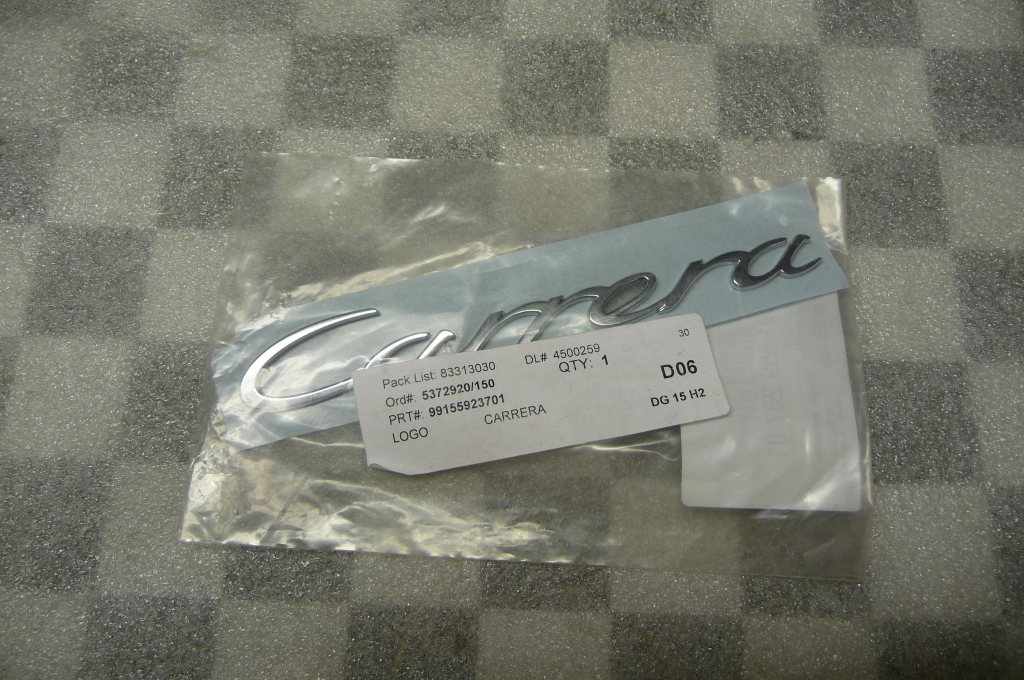 Carrera
30
Pack List: 83313030 DL# 4500259
Ord#: 5372920/150 QTY: 1 D06
PRT#: 99155923701 DG 15 H2
LOGO CARRERA